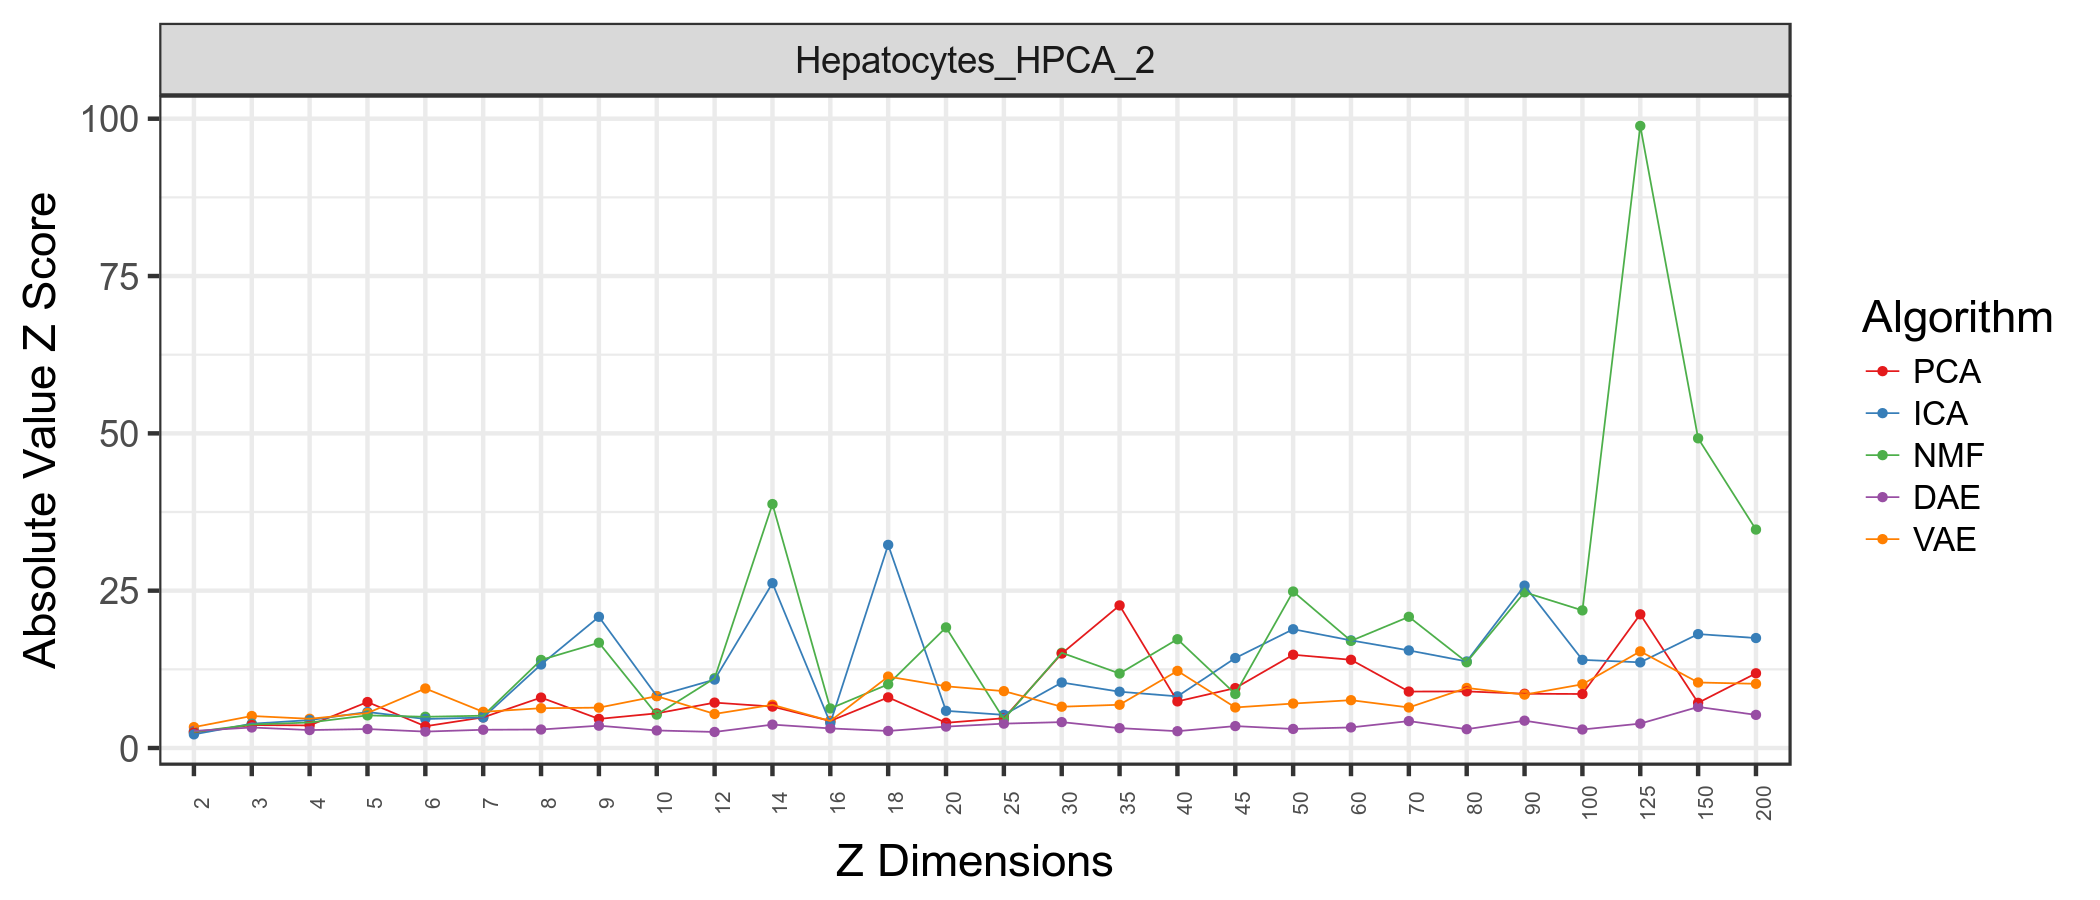 Hepatocytes_HPCA_2
Absolute Value Z Score
100
75
50
25
0
2 3 4 5 6 7 8 9 10 12 14 16 18 20 25 30 35 40 45 50 60 70 80 90 100 125 150 200
Z Dimensions
Algorithm
PCA
ICA
NMF
DAE
VAE